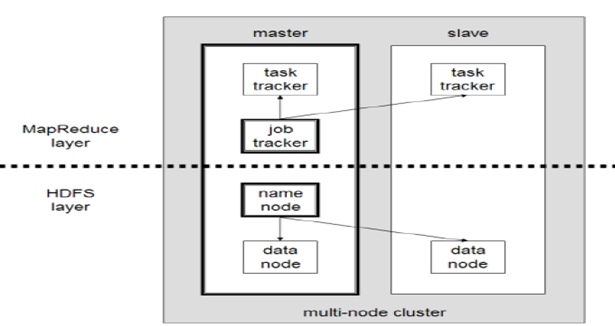 master
slave
task
tracker
task
tracker
MapReduce
layer
job
tracker
HDFS
layer
name
node
data
node
data
node
multi-node cluster